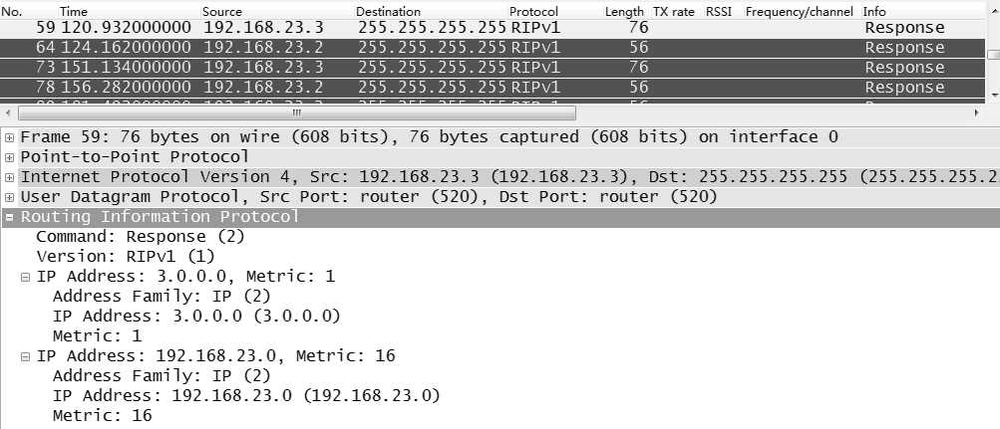 No. Time Source Destination Protocol Length TX rate RSSI Frequency/channel Info
59 120.932000000 192.168.23.3 255.255.255.255 RIPv1 76 Response
64 124.162000000 192.168.23.2 255.255.255.255 RIPv1 56 Response
73 151.134000000 192.168.23.3 255.255.255.255 RIPv1 76 Response
78 156.282000000 192.168.23.2 255.255.255.255 RIPv1 56 Response
Frame 59: 76 bytes on wire (608 bits), 76 bytes captured (608 bits) on interface 0
Point-to-Point Protocol
Internet Protocol Version 4, Src: 192.168.23.3 (192.168.23.3), Dst: 255.255.255.255 (255.255.255.2
User Datagram Protocol, Src Port: router (520), Dst Port: router (520)
Routing Information Protocol
Command: Response (2)
Version: RIPv1 (1)
IP Address: 3.0.0.0, Metric: 1
Address Family: IP (2)
IP Address: 3.0.0.0 (3.0.0.0)
Metric: 1
IP Address: 192.168.23.0, Metric: 16
Address Family: IP (2)
IP Address: 192.168.23.0 (192.168.23.0)
Metric: 16